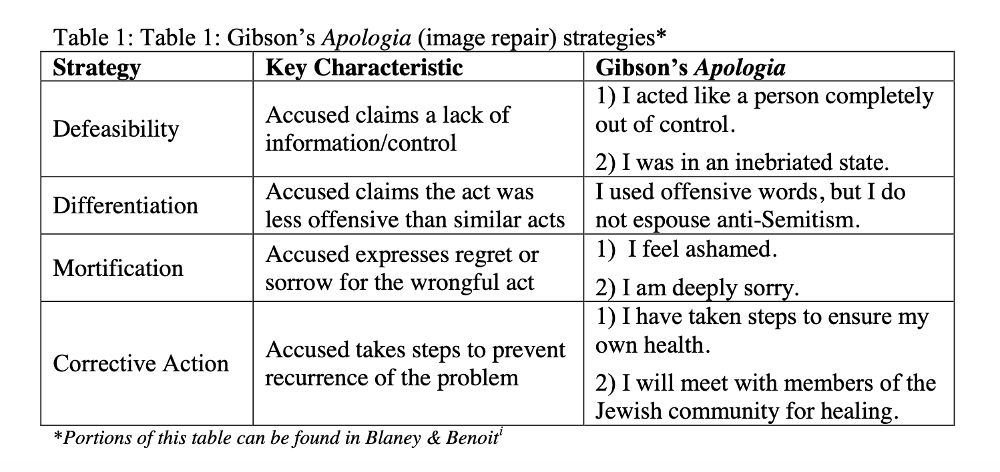 Table 1: Table 1: Gibson’s Apologia (image repair) strategies*
Strategy
Key Characteristic
Gibson’s Apologia
Defeasibility
Accused claims a lack of
information/control
1) I acted like a person completely
out of control.
2) I was in an inebriated state.
Differentiation
Accused claims the act was
less offensive than similar acts
I used offensive words, but I do
not espouse anti-Semitism.
Mortification
Accused expresses regret or
sorrow for the wrongful act
1) I feel ashamed.
2) I am deeply sorry.
Corrective Action
Accused takes steps to prevent
recurrence of the problem
1) I have taken steps to ensure my
own health.
2) I will meet with members of the
Jewish community for healing.
*Portions of this table can be found in Blaney & Benoit^i